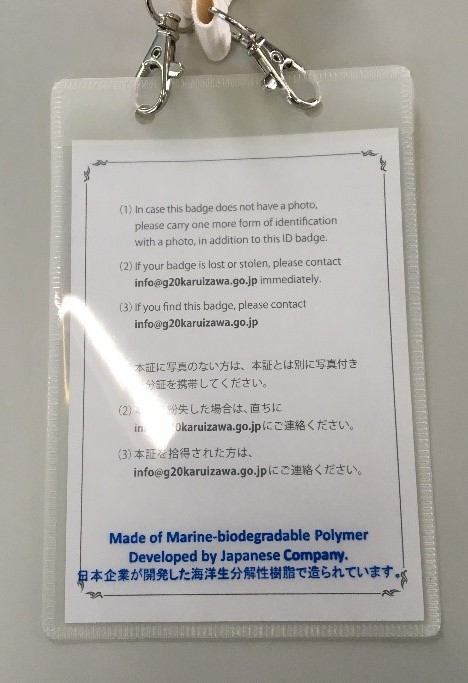 (1) In case this badge does not have a photo,
please carry one more form of identification
with a photo, in addition to this ID badge.
(2) If your badge is lost or stolen, please contact
info@g20karuizawa.go.jp immediately.
(3) If you find this badge, please contact
info@g20karuizawa.go.jp
本証に写真のない方は、本証とは別に写真付き
分証を携帯してください。
(2) 紛失した場合は、直ちに
info@g20karuizawa.go.jpにご連絡ください。
(3) 本証を拾得された方は、
info@g20karuizawa.go.jpにご連絡ください。
Made of Marine-biodegradable Polymer
Developed by Japanese Company.
日本企業が開発した海洋生分解性樹脂で造られています。